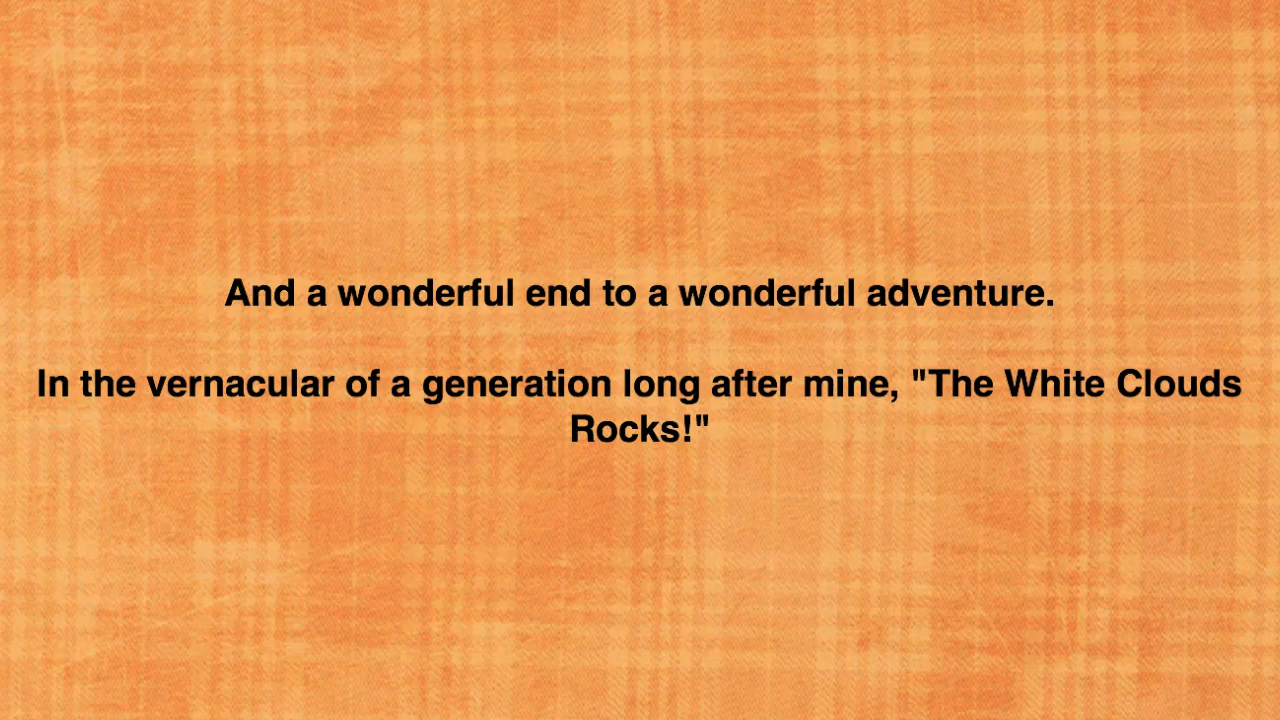 And a wonderful end to a wonderful adventure.
In the vernacular of a generation long after mine, "The White Clouds
Rocks!"